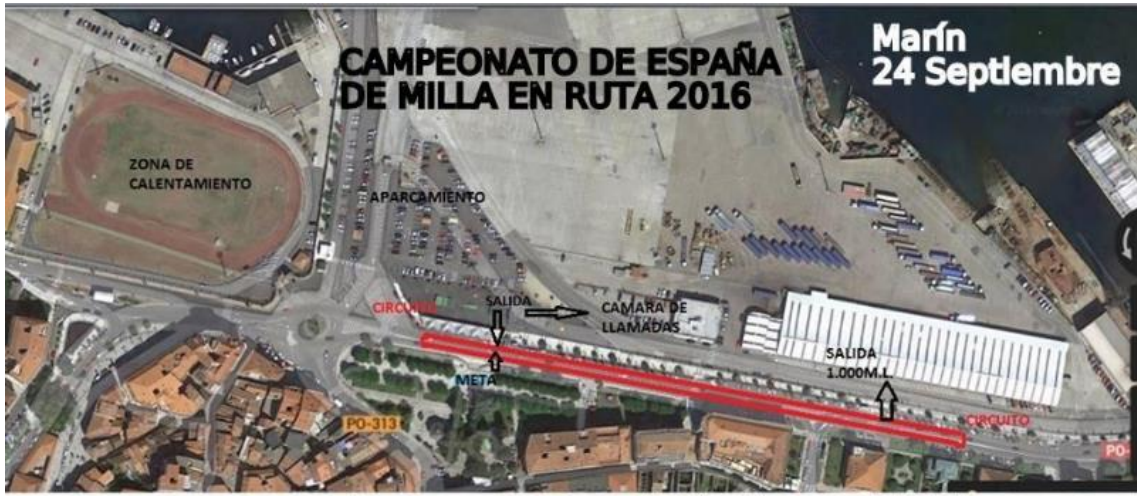 CAMPEONATO DE ESPAÑA
DE MILLA EN RUTA 2016
Marín
24 Septiembre
ZONA DE
CALENTAMIENTO
APARCAMIENTO
CIRCUITO
SALIDA
CAMARA DE
LLAMADAS
META
SALIDA
1.000M.L.
CIRCUITO
PO-313
PO-